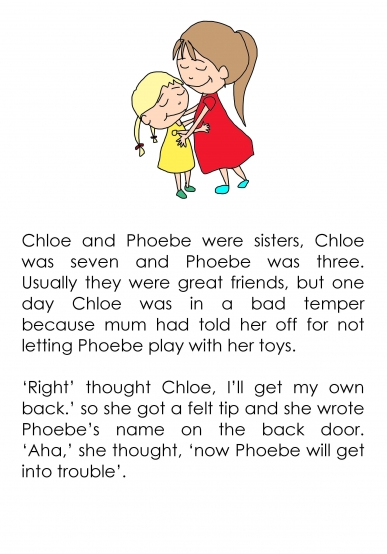 Chloe and Phoebe were sisters, Chloe
was seven and Phoebe was three.
Usually they were great friends, but one
day Chloe was in a bad temper
because mum had told her off for not
letting Phoebe play with her toys.
‘Right’ thought Chloe, I’ll get my own
back.’ so she got a felt tip and she wrote
Phoebe’s name on the back door.
‘Aha,’ she thought, ‘now Phoebe will get
into trouble’.